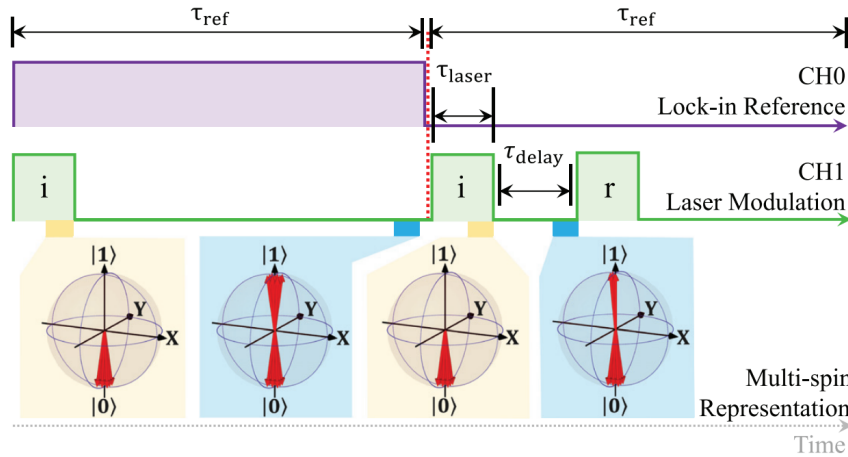 τref τref
τlaser
CH0
Lock-in Reference
τdelay
CH1
Laser Modulation
i i r
|1⟩ |1⟩ |1⟩ |1⟩
Y Y Y Y
X X X X
|0⟩ |0⟩ |0⟩ |0⟩
Multi-spin
Representation
Time